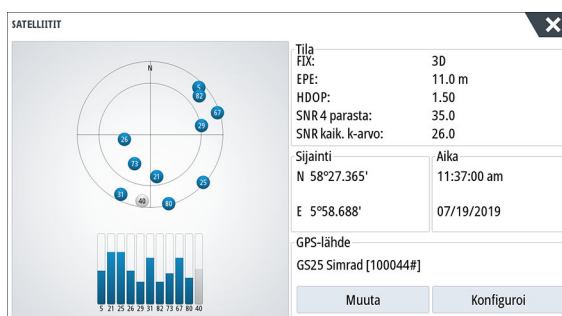 SATELLIITIT
N
5
82
67
29
26
73
21
25
31
40
80
5 21 25 26 29 31 82 73 67 80 40
Tila
FIX: 3D
EPE: 11.0 m
HDOP: 1.50
SNR 4 parasta: 35.0
SNR kaik. k-arvo: 26.0
Sijainti
N 58°27.365'
E 5°58.688'
Aika
11:37:00 am
07/19/2019
GPS-lähde
GS25 Simrad [100044#]
Muuta
Konfiguroi